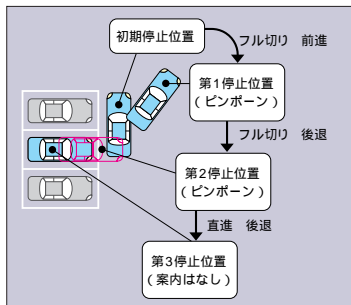 初期停止位置
フル切り 前進
第1停止位置
(ピンポーン)
フル切り 後退
第2停止位置
(ピンポーン)
直進 後退
第3停止位置
(案内はなし)